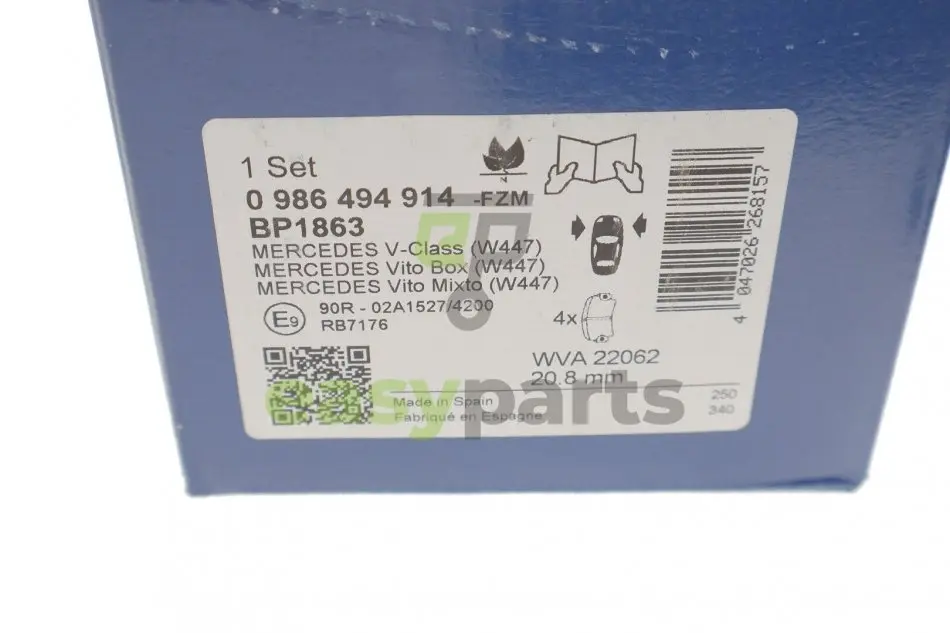 1 Set
0 986 494 914 -FZM
BP1863
MERCEDES V-Class (W447)
MERCEDES Vito Box (W447)
MERCEDES Vito Mixto (W447)
E9
90R - 02A1527/4200
RB7176
4x
WVA 22062
20.8 mm
Made in Spain
Fabriqué en Espagne
250
340
4 047026 268157
easyparts